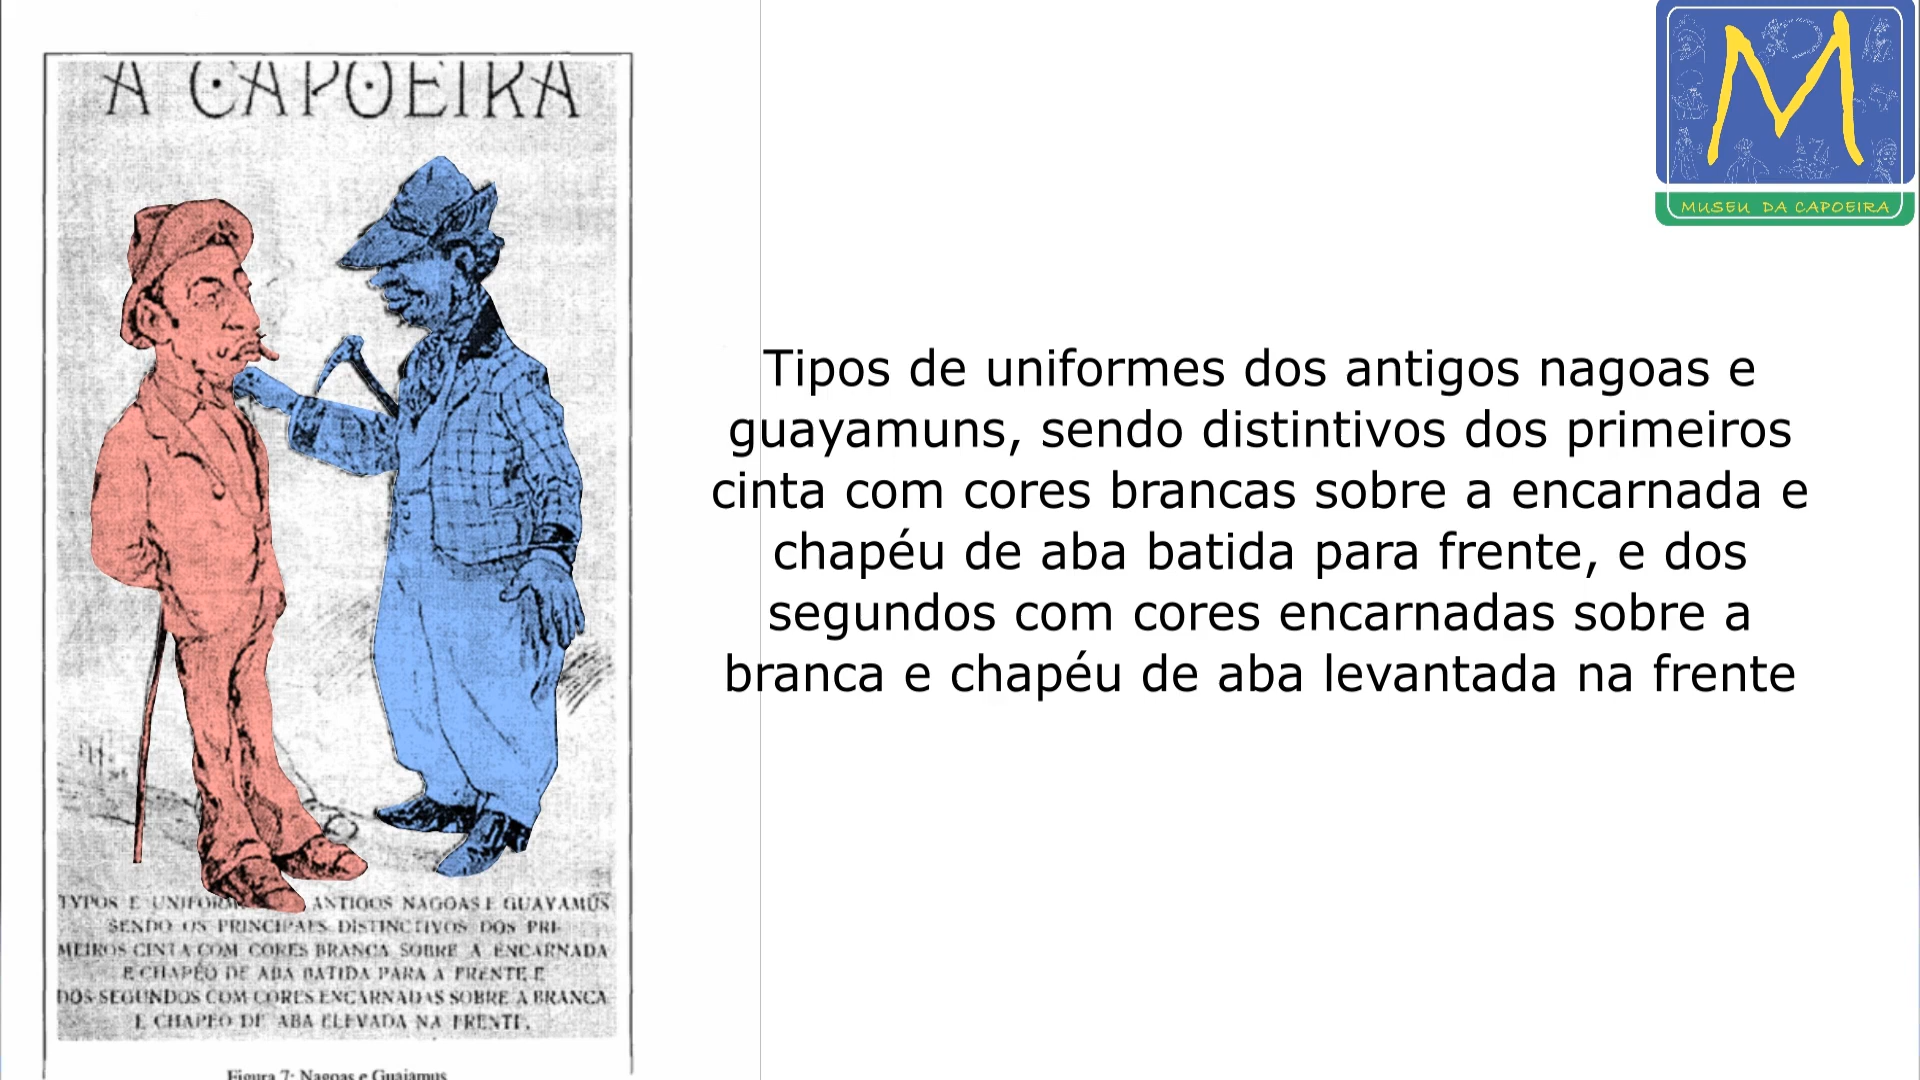 A CAPOEIRA
TYPOS E UNIFOR ANTIGOS NAGOAS E GUAYAMÚS
SENDO OS PRINCIPAES DISTINCTIVOS DOS PRI-
MEIROS CINTA COM CORES BRANCA SOBRE A ENCARNADA
E CHAPÉO DE ABA BATIDA PARA A FRENTE E
DOS SEGUNDOS COM CORES ENCARNADAS SOBRE A BRANCA
E CHAPEO DE ABA ELEVADA NA FRENTE.
Figura 7: Nagoas e Guaiamus
Tipos de uniformes dos antigos nagoas e
guayamuns, sendo distintivos dos primeiros
cinta com cores brancas sobre a encarnada e
chapéu de aba batida para frente, e dos
segundos com cores encarnadas sobre a
branca e chapéu de aba levantada na frente
M
MUSEU DA CAPOEIRA